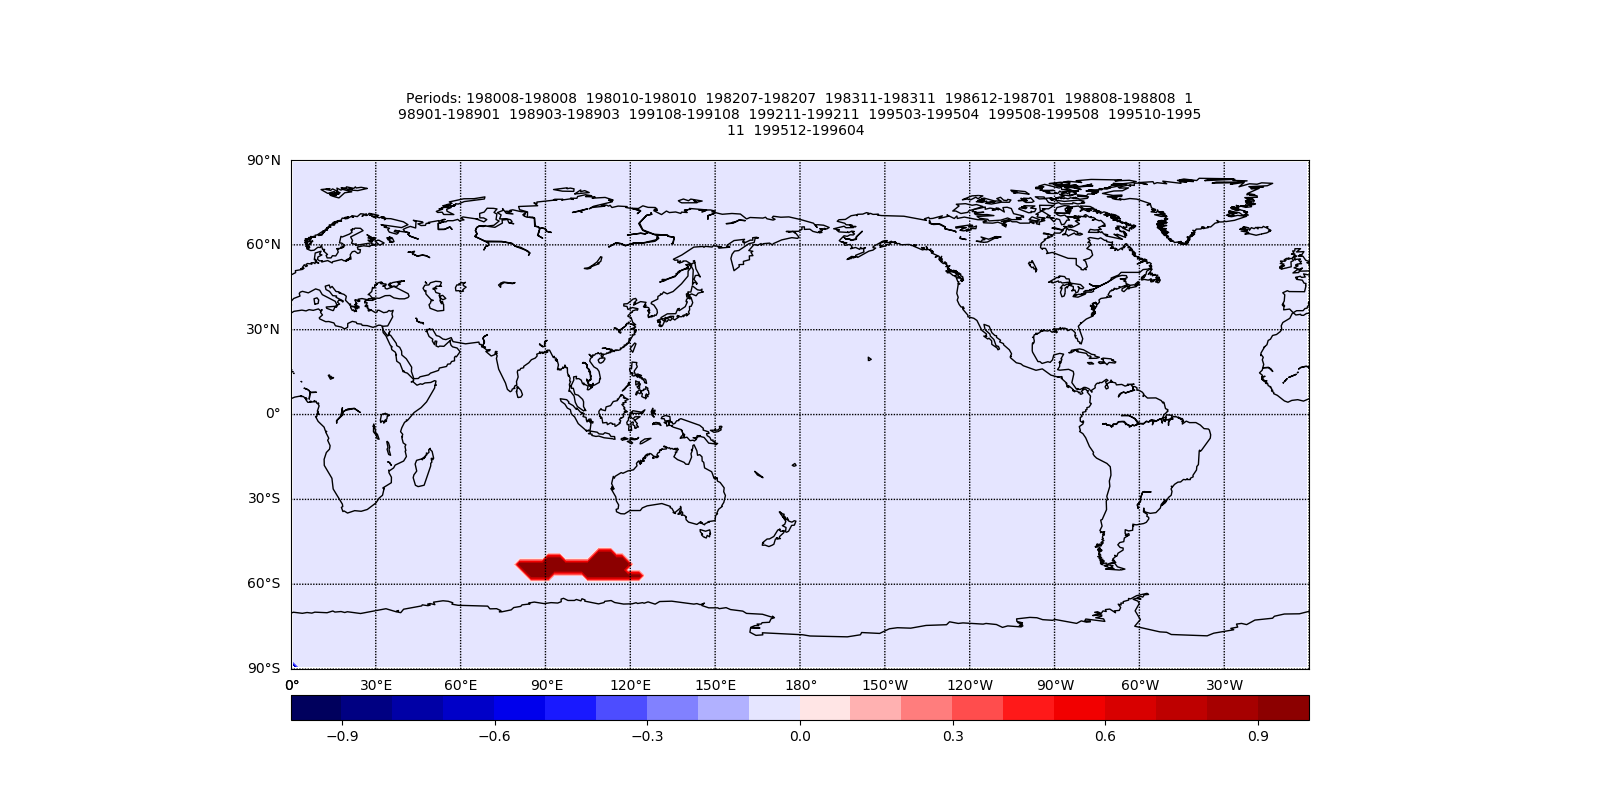 Periods: 198008-198008  198010-198010  198207-198207  198311-198311  198612-198701  198808-198808  1
98901-198901  198903-198903  199108-199108  199211-199211  199503-199504  199508-199508  199510-1995
11  199512-199604
90°N
60°N
30°N
0°
30°S
60°S
90°S
0° 30°E 60°E 90°E 120°E 150°E 180° 150°W 120°W 90°W 60°W 30°W
−0.9 −0.6 −0.3 0.0 0.3 0.6 0.9